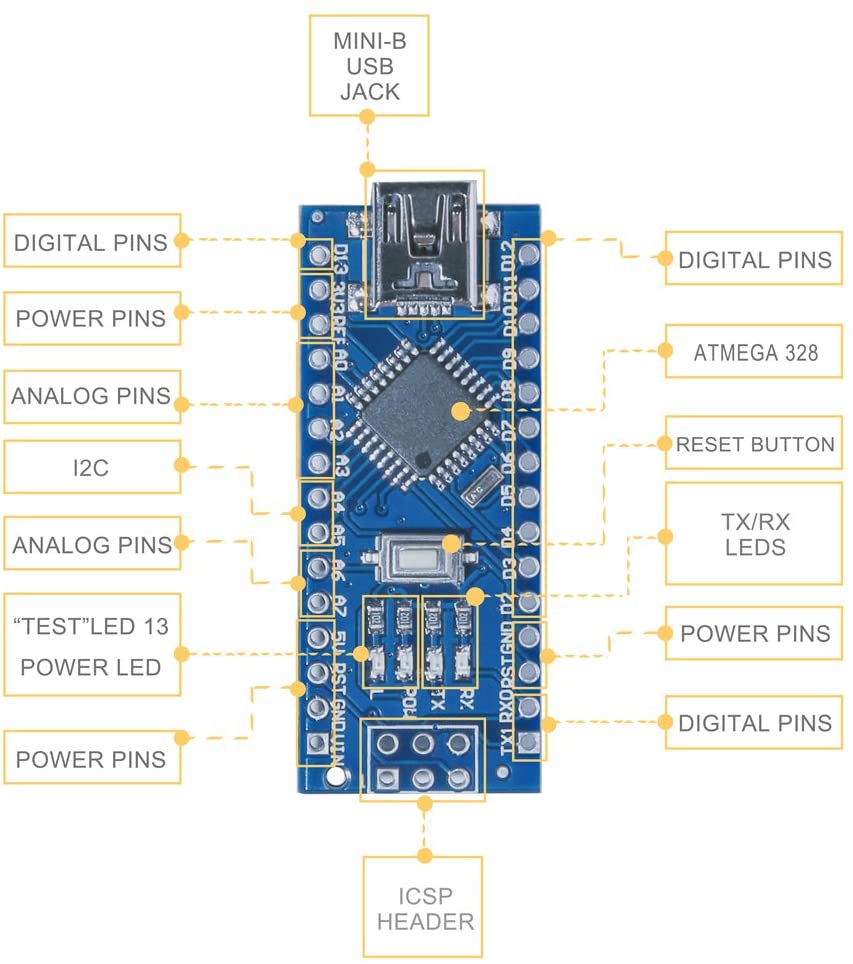 MINI-B
USB
JACK
DIGITAL PINS
POWER PINS
ANALOG PINS
I2C
ANALOG PINS
“TEST”LED 13
POWER LED
POWER PINS
D13
3V3
REF
A0
A1
A2
A3
A4
A5
A6
A7
5V
RST
GND
VIN
D12
D11
D10
D9
D8
D7
D6
D5
D4
D3
D2
GND
RST
RX0
TX1
L
POW
TX
RX
DIGITAL PINS
ATMEGA 328
RESET BUTTON
TX/RX
LEDS
POWER PINS
DIGITAL PINS
ICSP
HEADER